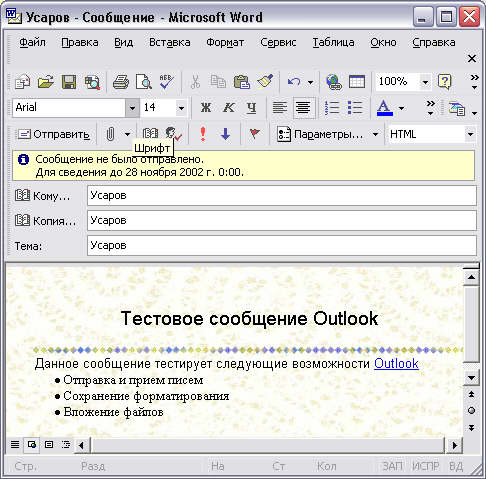 Усаров - Сообщение - Microsoft Word
Файл Правка Вид Вставка Формат Сервис Таблица Окно Справка
100%
Arial 14 Ж К Ч A
Отправить Параметры... HTML
Шрифт
Сообщение не было отправлено.
Для сведения до 28 ноября 2002 г. 0:00.
Кому... Усаров
Копия... Усаров
Тема: Усаров
Тестовое сообщение Outlook
Данное сообщение тестирует следующие возможности Outlook
• Отправка и прием писем
• Сохранение форматирования
• Вложение файлов
Стр. Разд На Ст Кол ЗАП ИСПР ВД